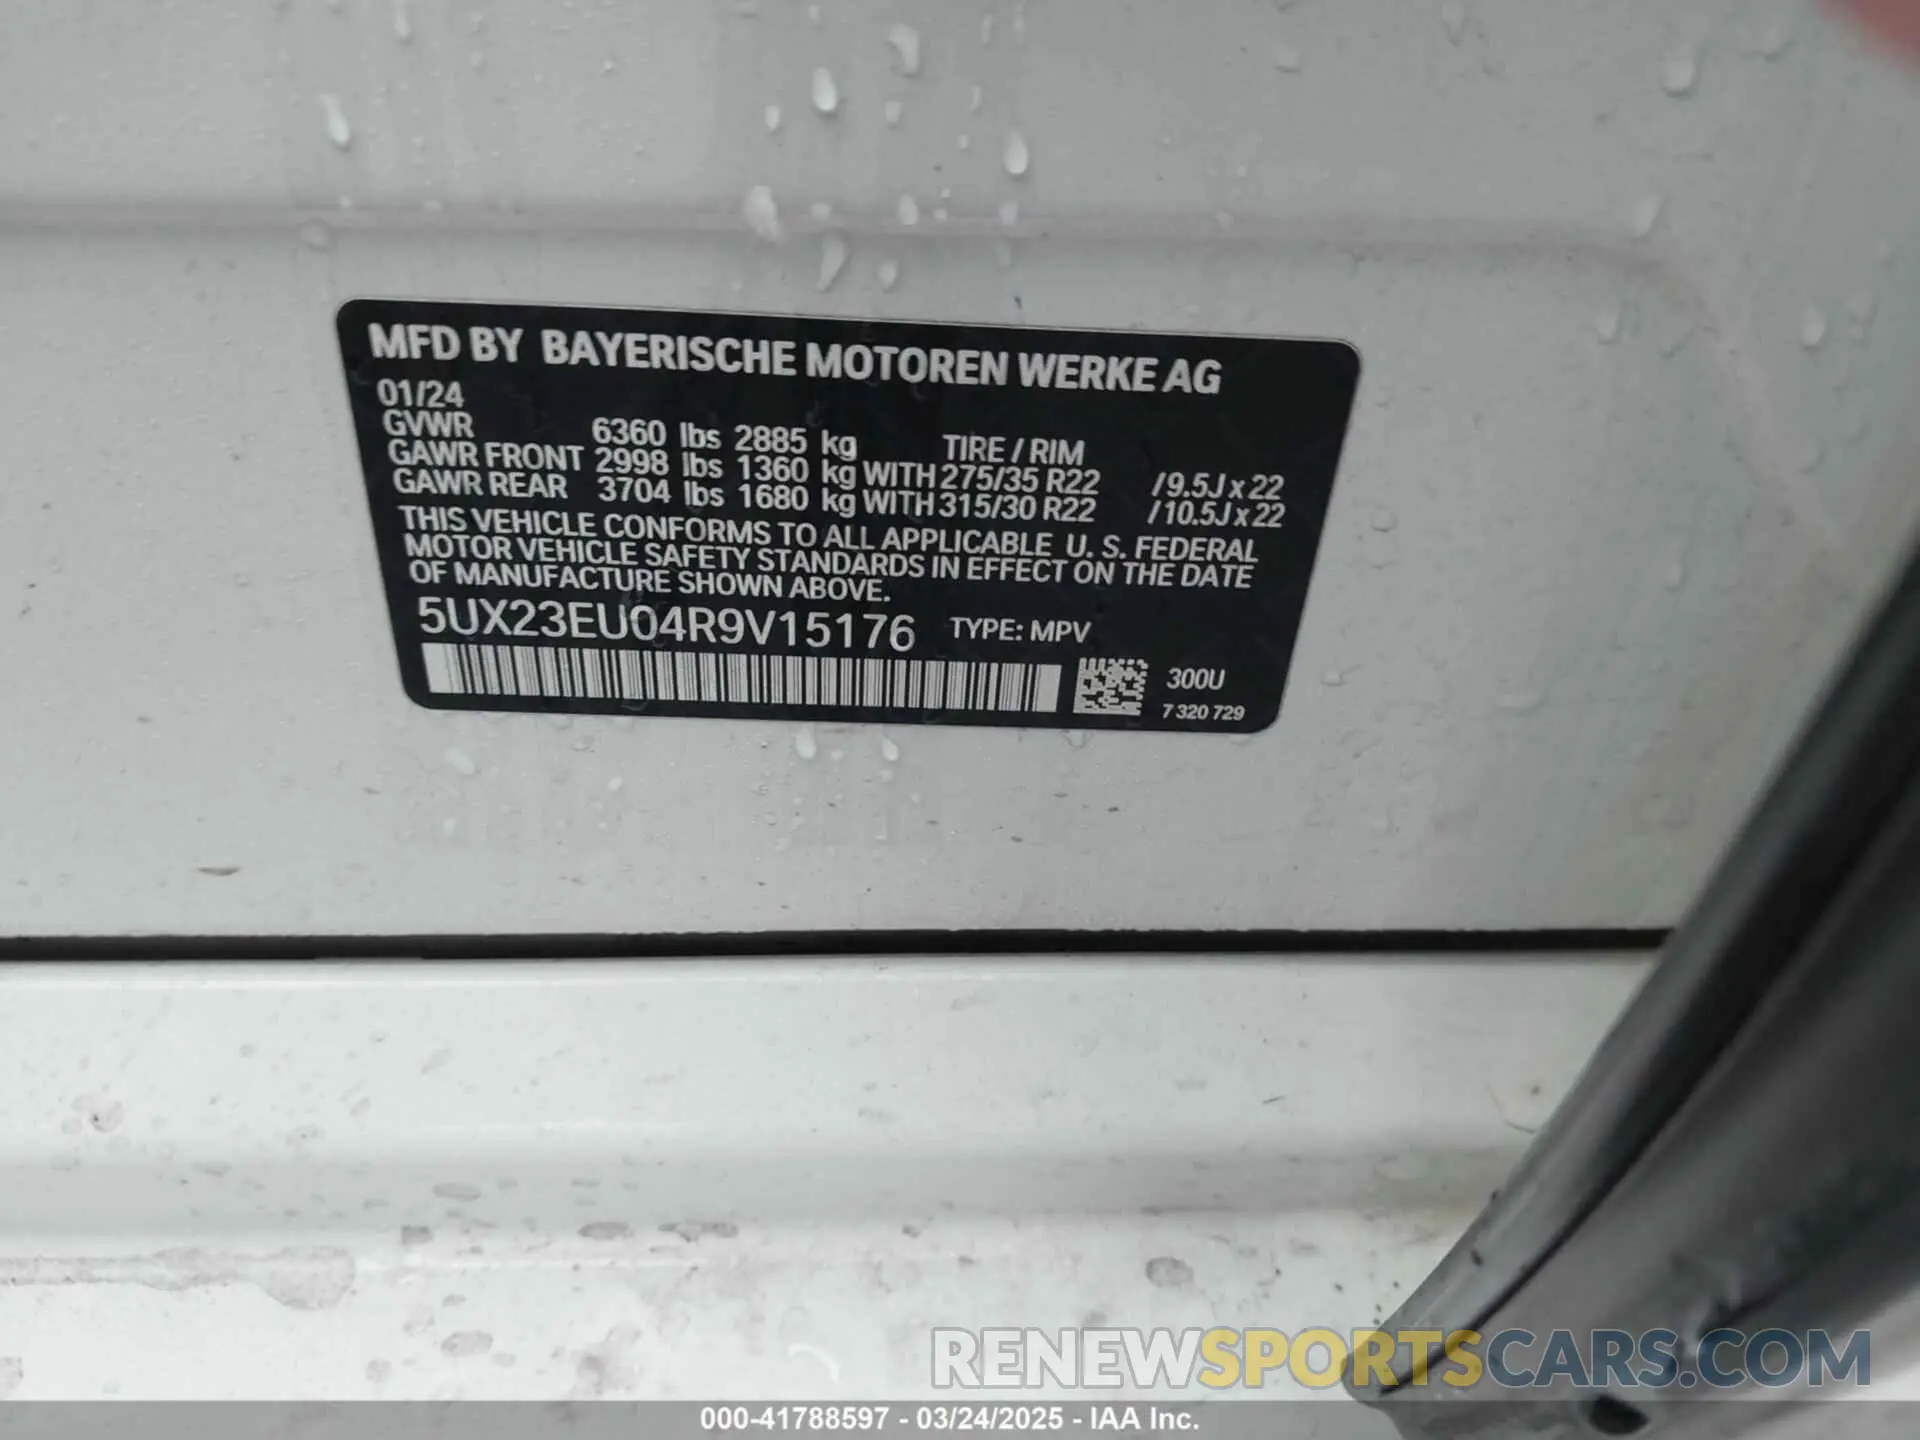 MFD BY BAYERISCHE MOTOREN WERKE AG
01/24
GVWR 6360 lbs 2885 kg TIRE / RIM
GAWR FRONT 2998 lbs 1360 kg WITH 275/35 R22 /9.5J x 22
GAWR REAR 3704 lbs 1680 kg WITH 315/30 R22 /10.5J x 22
THIS VEHICLE CONFORMS TO ALL APPLICABLE U. S. FEDERAL
MOTOR VEHICLE SAFETY STANDARDS IN EFFECT ON THE DATE
OF MANUFACTURE SHOWN ABOVE.
5UX23EU04R9V15176 TYPE: MPV
300U
7 320 729
RENEWSPORTSCARS.COM
000-41788597 - 03/24/2025 - IAA Inc.